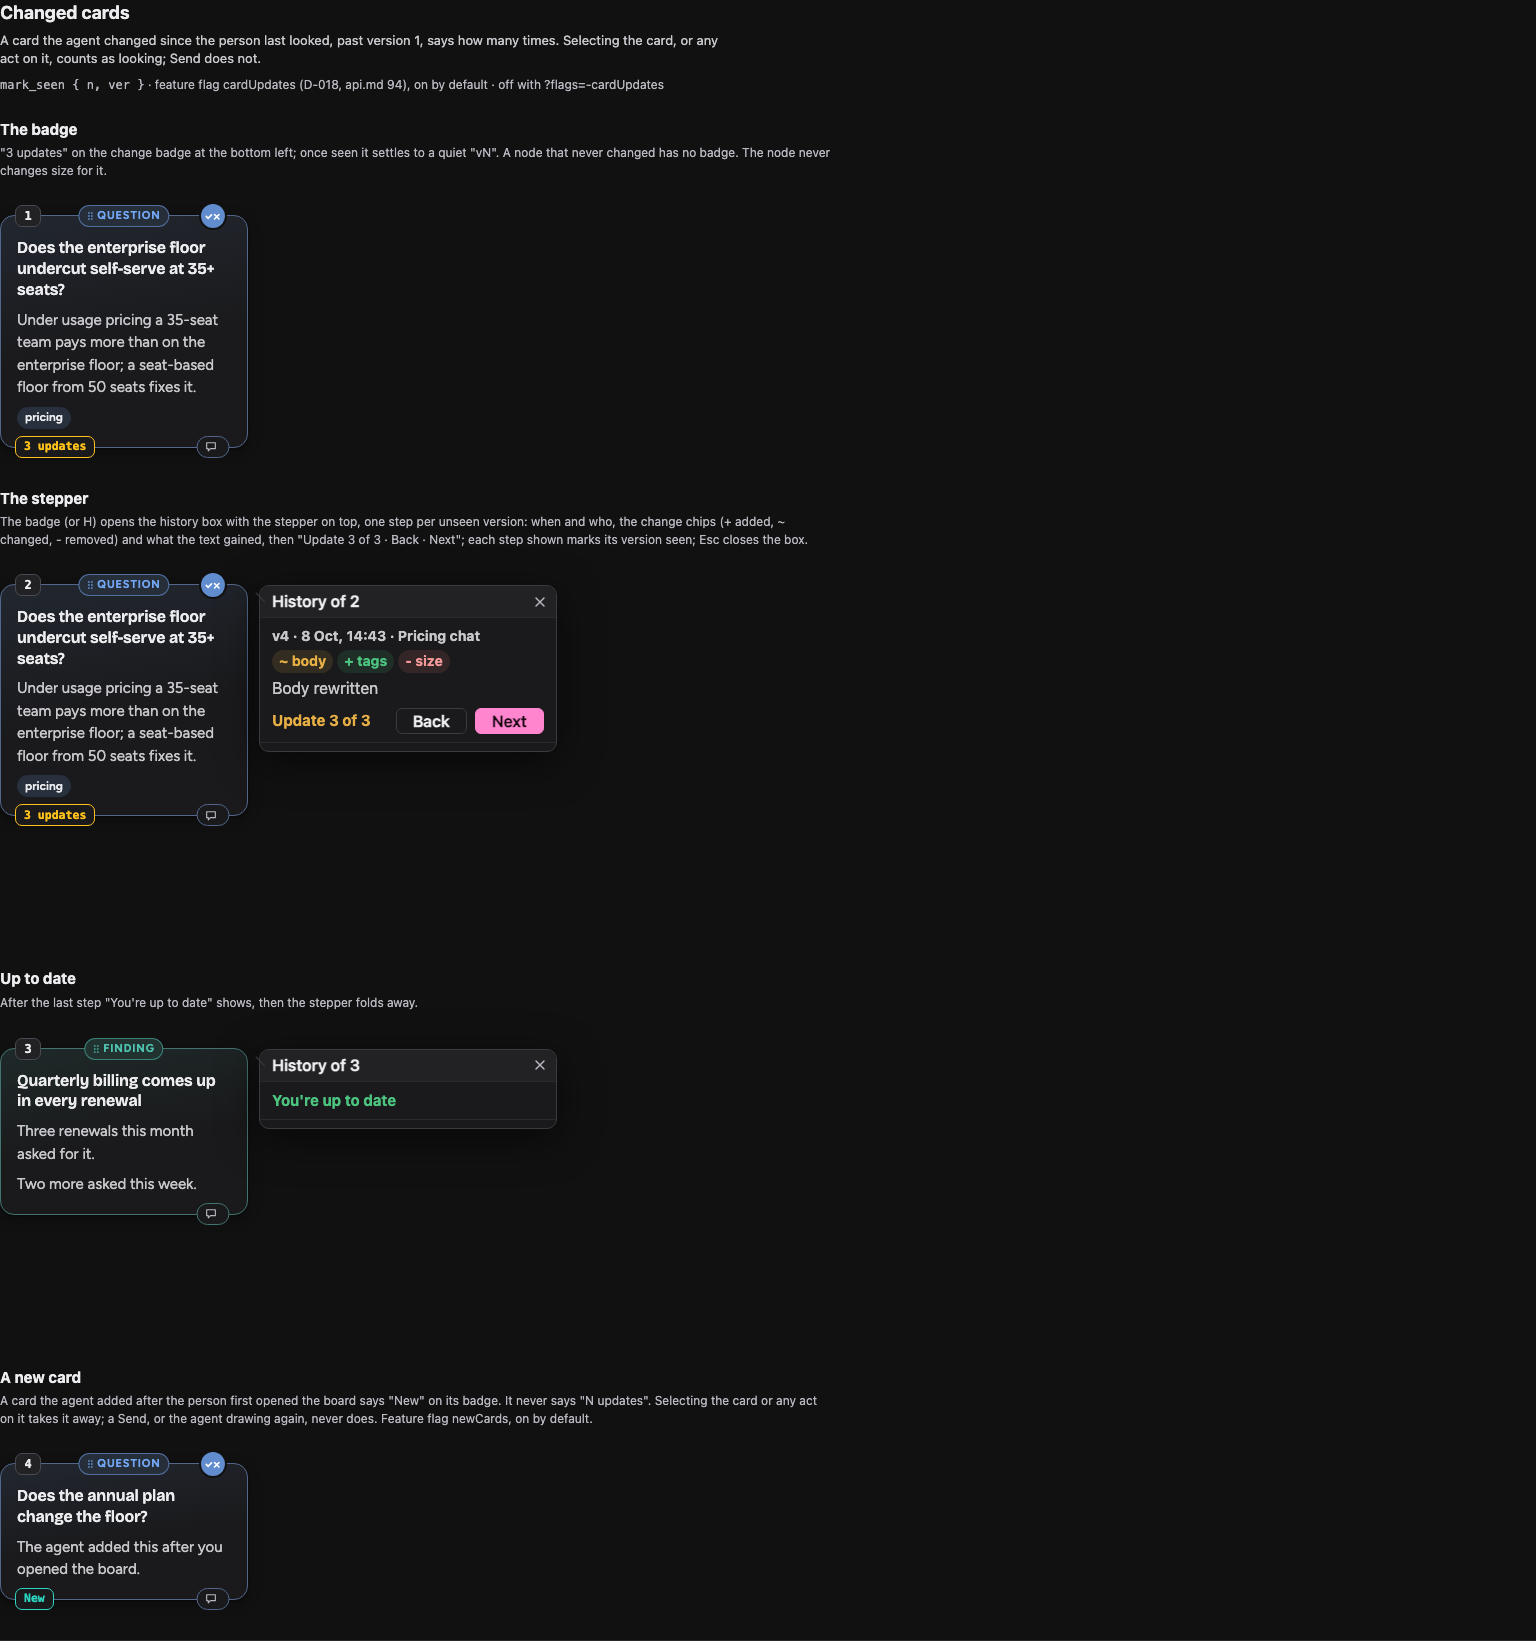 Changed cards
A card the agent changed since the person last looked, past version 1, says how many times. Selecting the card, or any
act on it, counts as looking; Send does not.
mark_seen { n, ver } · feature flag cardUpdates (D-018, api.md 94), on by default · off with ?flags=-cardUpdates
The badge
"3 updates" on the change badge at the bottom left; once seen it settles to a quiet "vN". A node that never changed has no badge. The node never
changes size for it.
1
QUESTION
Does the enterprise floor
undercut self-serve at 35+
seats?
Under usage pricing a 35-seat
team pays more than on the
enterprise floor; a seat-based
floor from 50 seats fixes it.
pricing
3 updates
The stepper
The badge (or H) opens the history box with the stepper on top, one step per unseen version: when and who, the change chips (+ added, ~
changed, - removed) and what the text gained, then "Update 3 of 3 · Back · Next"; each step shown marks its version seen; Esc closes the box.
2
QUESTION
Does the enterprise floor
undercut self-serve at 35+
seats?
Under usage pricing a 35-seat
team pays more than on the
enterprise floor; a seat-based
floor from 50 seats fixes it.
pricing
3 updates
History of 2
v4 · 8 Oct, 14:43 · Pricing chat
~ body + tags - size
Body rewritten
Update 3 of 3 Back Next
Up to date
After the last step "You're up to date" shows, then the stepper folds away.
3
FINDING
Quarterly billing comes up
in every renewal
Three renewals this month
asked for it.
Two more asked this week.
History of 3
You're up to date
A new card
A card the agent added after the person first opened the board says "New" on its badge. It never says "N updates". Selecting the card or any act
on it takes it away; a Send, or the agent drawing again, never does. Feature flag newCards, on by default.
4
QUESTION
Does the annual plan
change the floor?
The agent added this after you
opened the board.
New